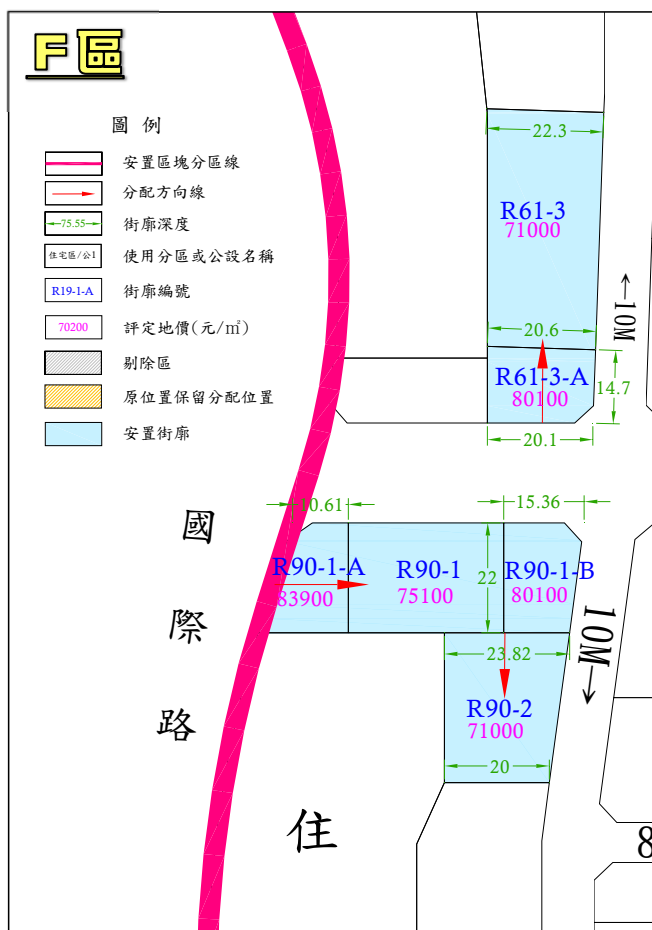 F區
圖 例
安置區塊分區線
分配方向線
75.55 街廓深度
住宅區/公1 使用分區或公設名稱
R19-1-A 街廓編號
70200 評定地價(元/㎡)
剔除區
原位置保留分配位置
安置街廓
22.3
R61-3
71000
←10M
20.6
R61-3-A
80100
14.7
20.1
10.61
15.36
R90-1-A
83900
R90-1
75100
22
R90-1-B
80100
10M→
23.82
R90-2
71000
20
國際路
住
8